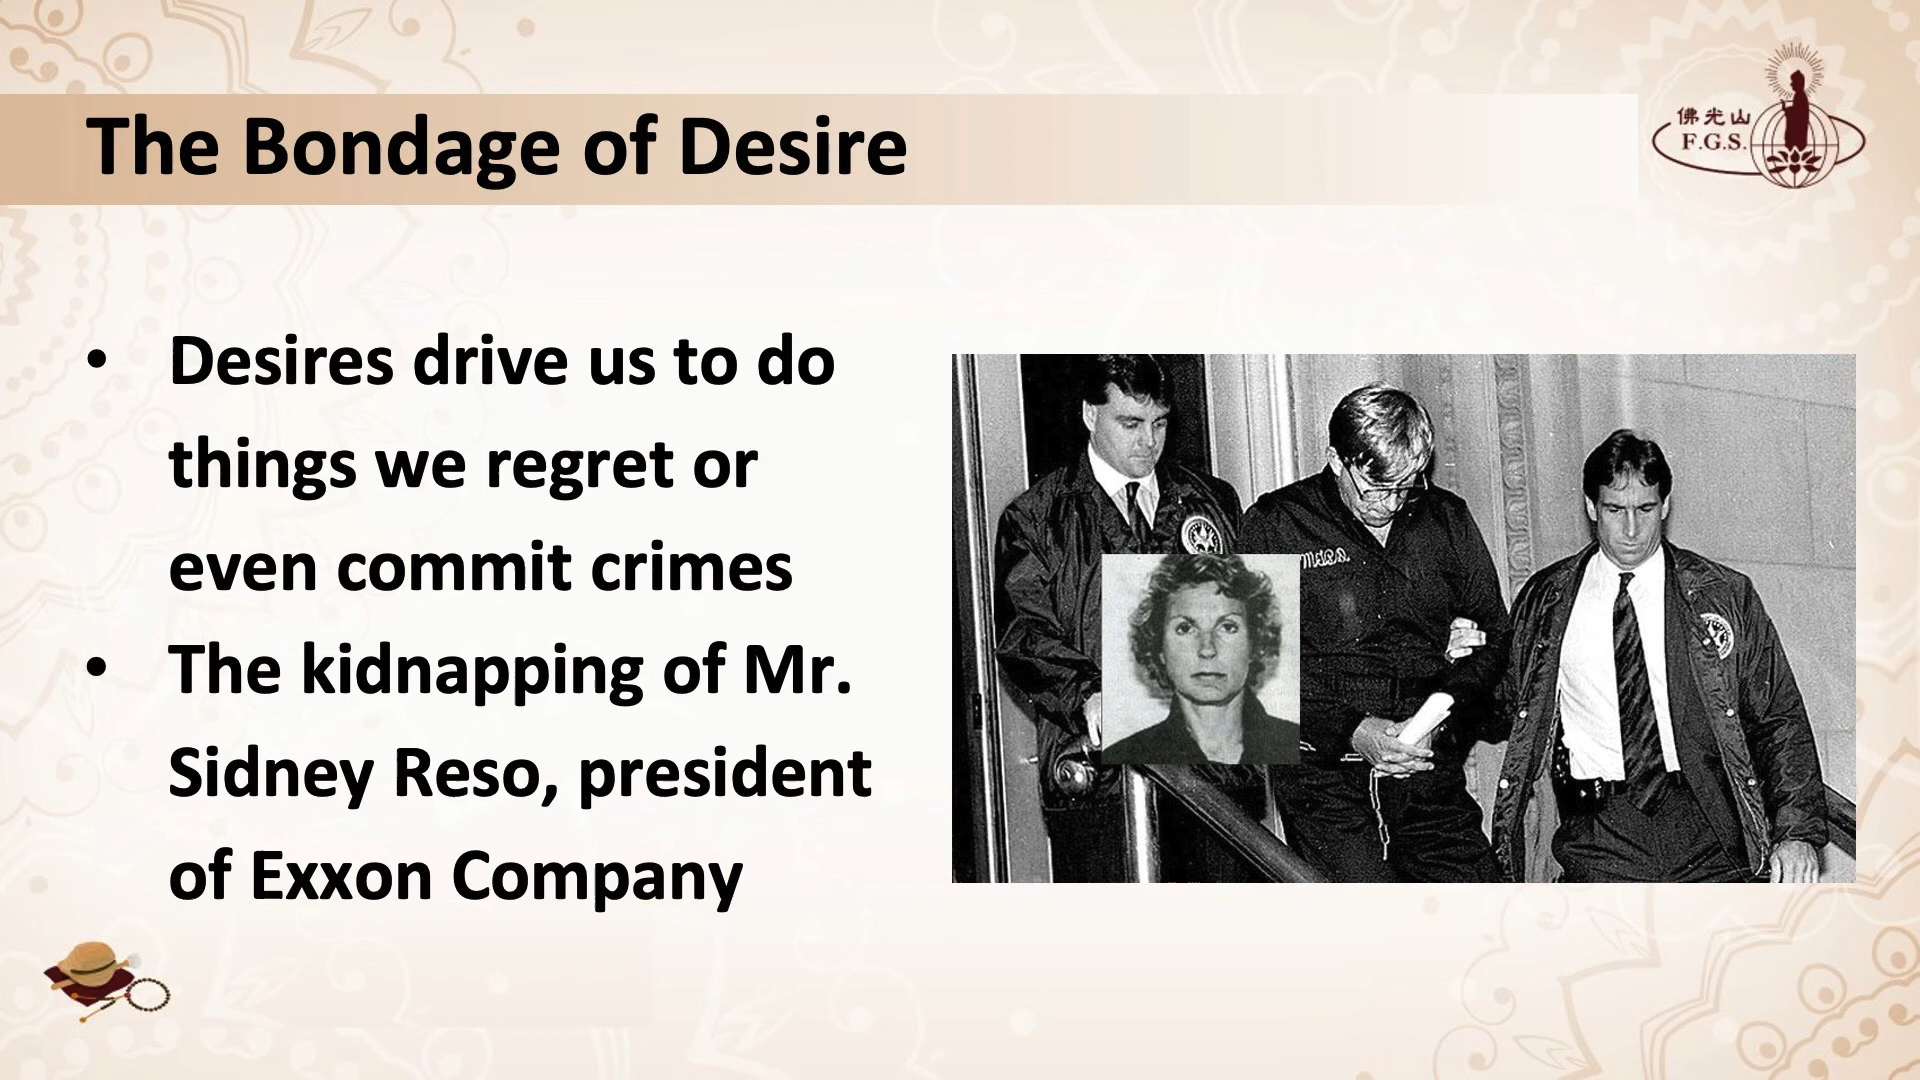 The Bondage of Desire
佛光山
F.G.S.
• Desires drive us to do
things we regret or
even commit crimes
• The kidnapping of Mr.
Sidney Reso, president
of Exxon Company